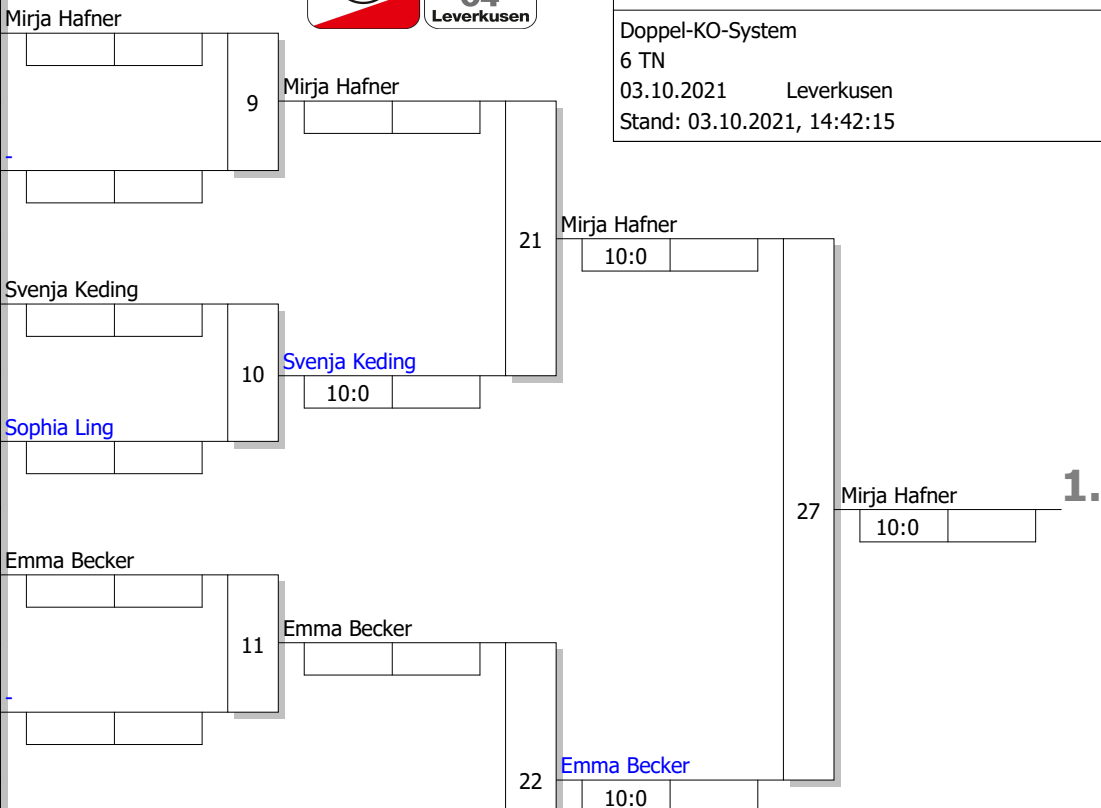 Mirja Hafner
Leverkusen
Doppel-KO-System
6 TN
03.10.2021 Leverkusen
Stand: 03.10.2021, 14:42:15
9
Mirja Hafner
-
21
Mirja Hafner
10:0
Svenja Keding
10
Svenja Keding
10:0
Sophia Ling
27
Mirja Hafner
1.
10:0
Emma Becker
11
Emma Becker
-
22
Emma Becker
10:0